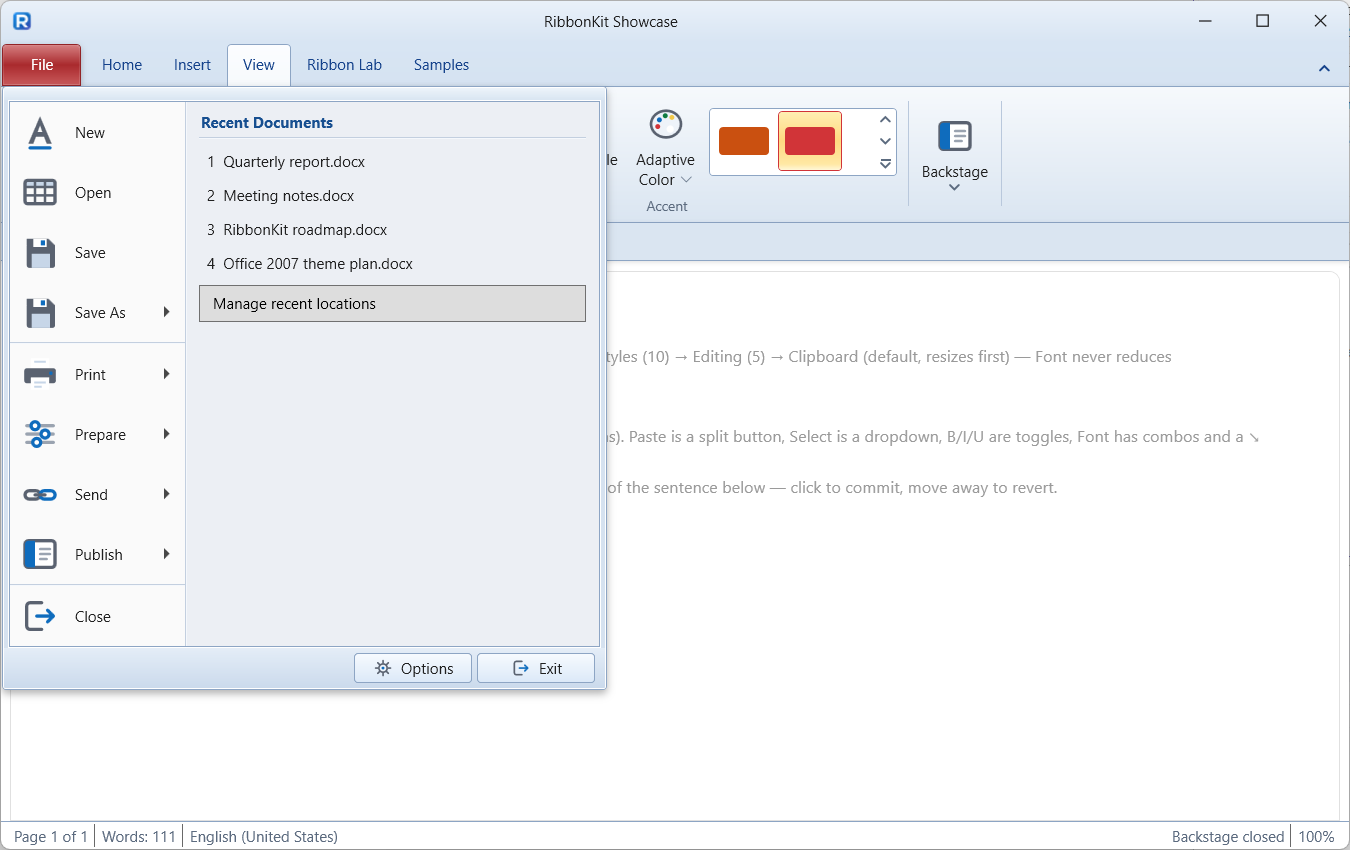 RibbonKit Showcase
File
Home
Insert
View
Ribbon Lab
Samples
New
Open
Save
Save As
Print
Prepare
Send
Publish
Close
Recent Documents
1 Quarterly report.docx
2 Meeting notes.docx
3 RibbonKit roadmap.docx
4 Office 2007 theme plan.docx
Manage recent locations
Options
Exit
Adaptive
Color
Accent
Backstage
(10) → Editing (5) → Clipboard (default, resizes first) — Font never reduces
Paste is a split button, Select is a dropdown, B/I/U are toggles, Font has combos and a ↘
of the sentence below — click to commit, move away to revert.
Page 1 of 1
Words: 111
English (United States)
Backstage closed
100%